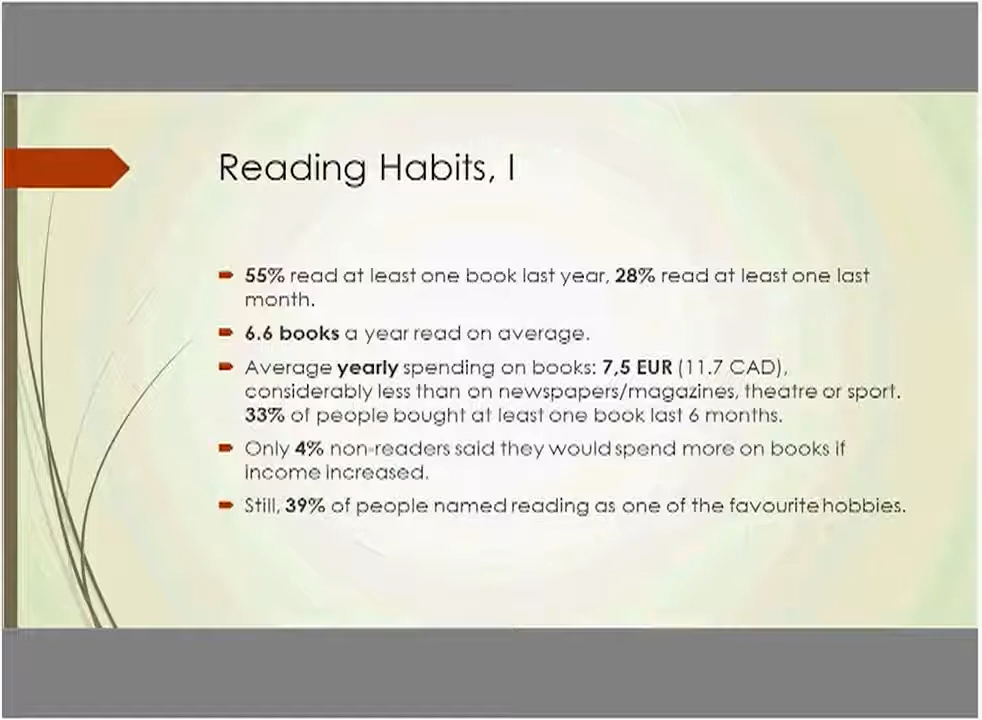 Reading Habits, I
55% read at least one book last year, 28% read at least one last
month.
6.6 books a year read on average.
Average yearly spending on books: 7,5 EUR (11.7 CAD),
considerably less than on newspapers/magazines, theatre or sport.
33% of people bought at least one book last 6 months.
Only 4% non-readers said they would spend more on books if
income increased.
Still, 39% of people named reading as one of the favourite hobbies.